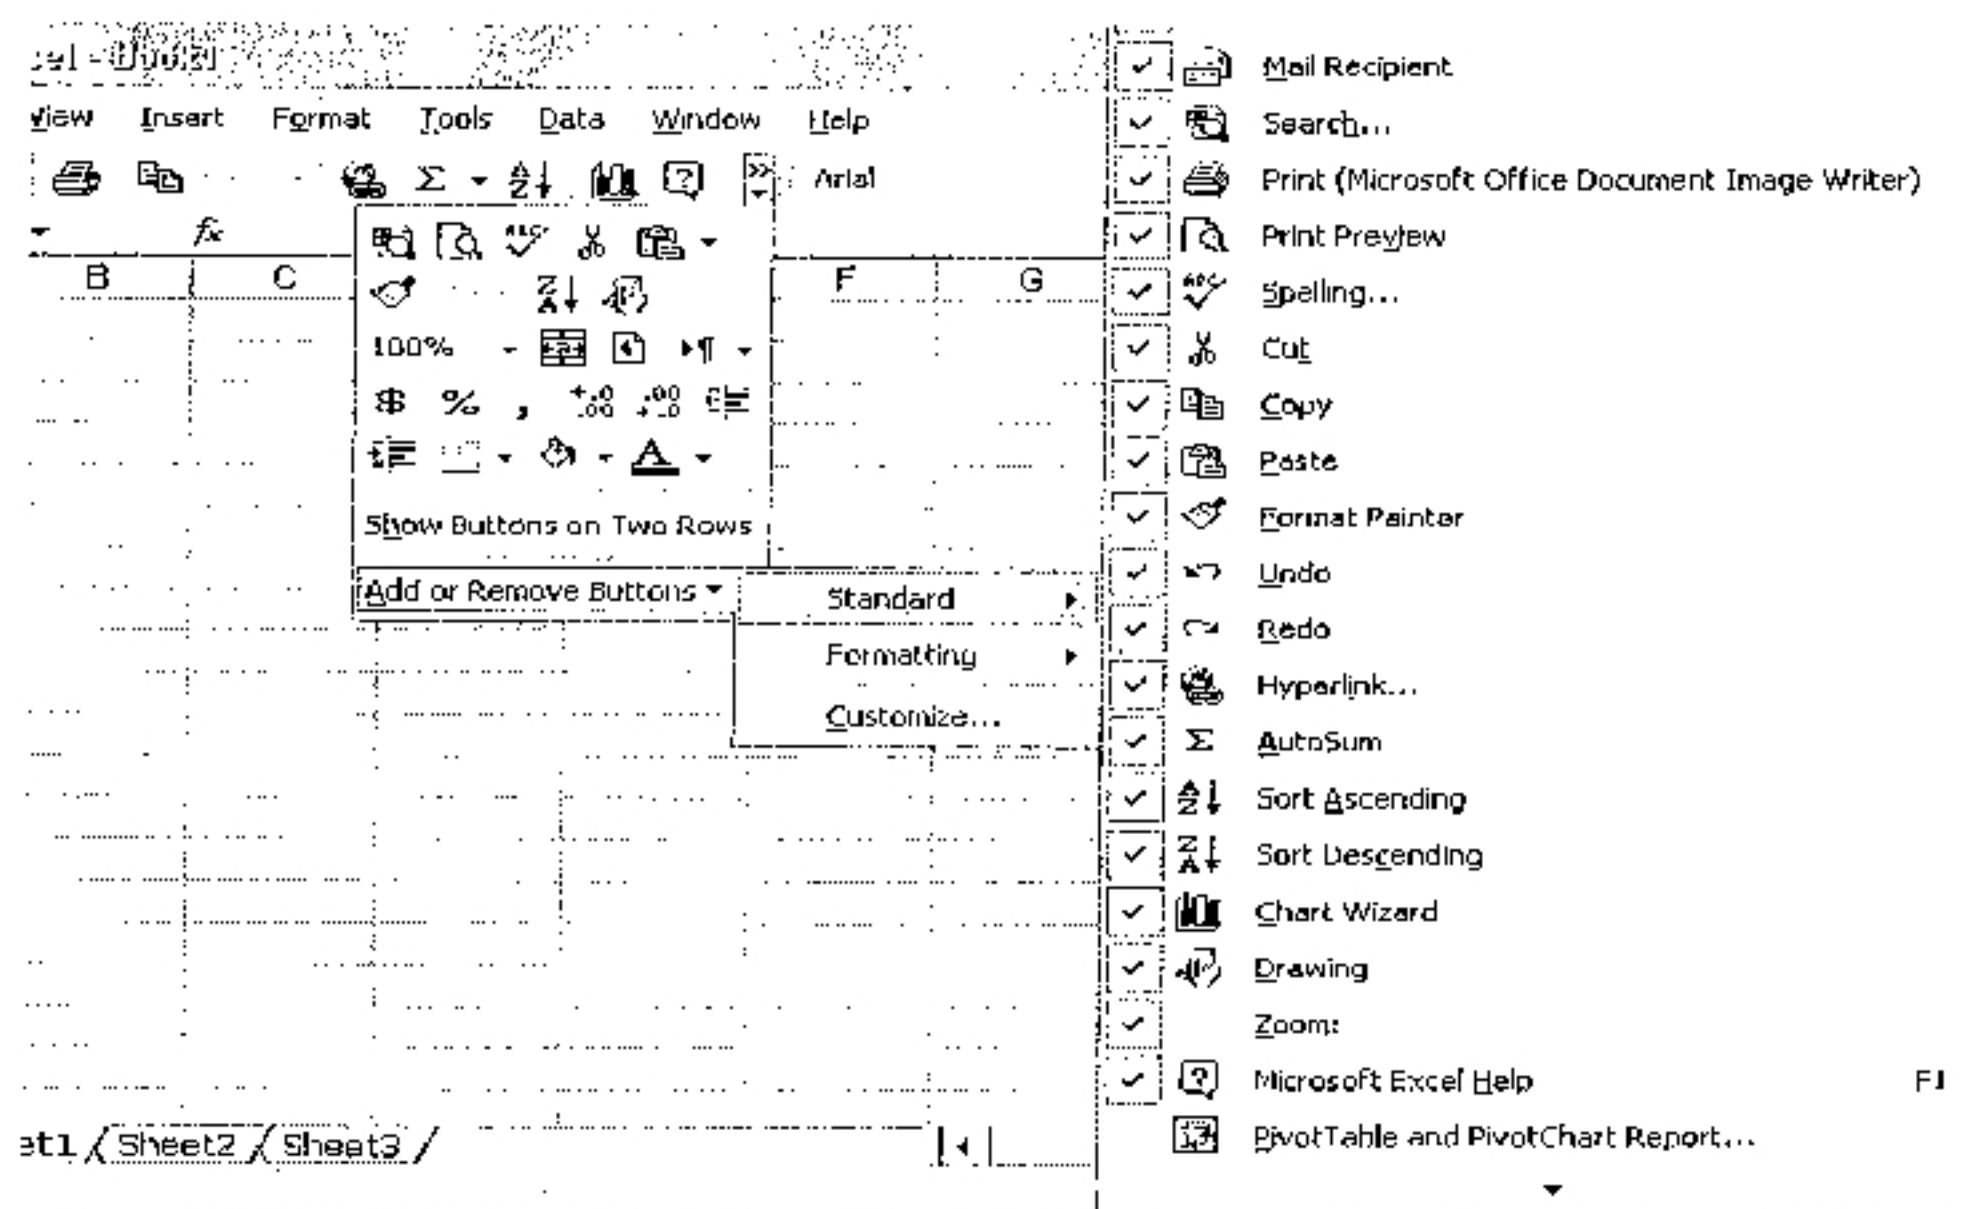 View Insert Format Tools Data Window Help
Σ Arial
fx
B C F G
100%
$ % ,
Show Buttons on Two Rows
Add or Remove Buttons
Standard
Formatting
Customize...
Sheet2 Sheet3
Mail Recipient
Search...
Print (Microsoft Office Document Image Writer)
Print Preview
Spelling...
Cut
Copy
Paste
Format Painter
Undo
Redo
Hyperlink...
Σ AutoSum
Sort Ascending
Sort Descending
Chart Wizard
Drawing
Zoom:
Microsoft Excel Help F1
PivotTable and PivotChart Report...